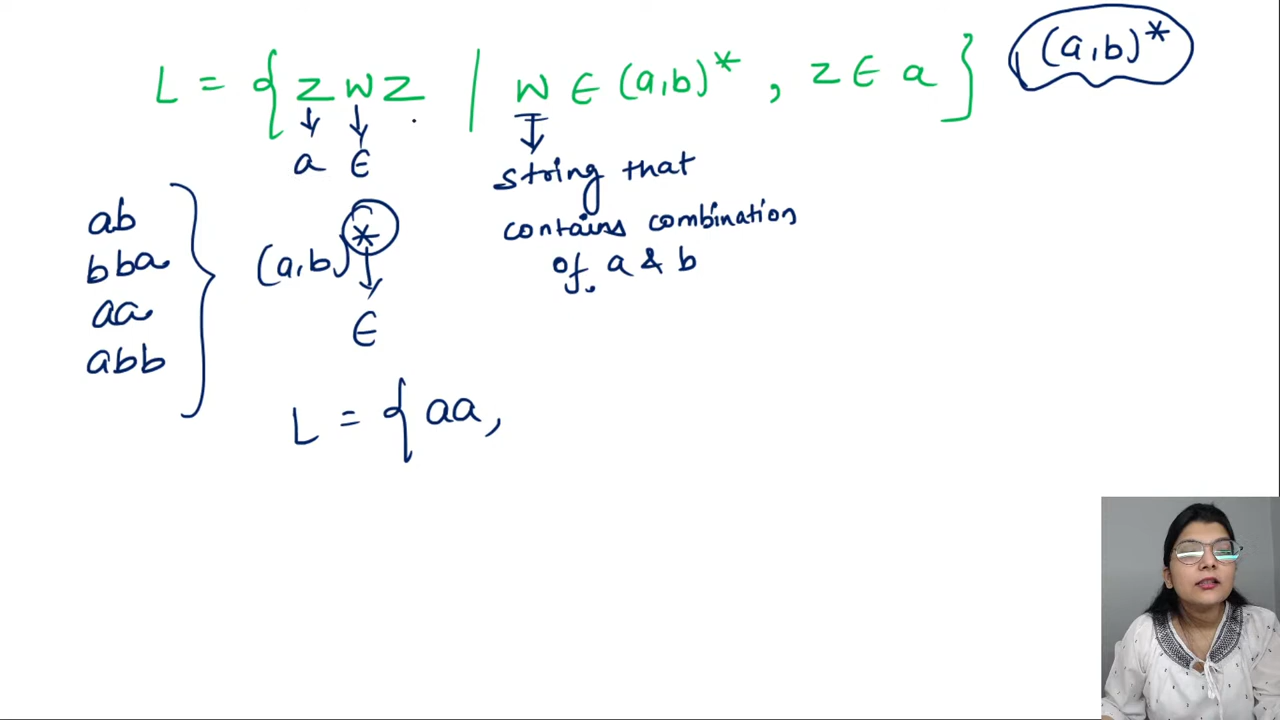 L = { z w z | w ∈ (a,b)* , z ∈ a }
(a,b)*
a ∈
string that
contains combination
of a & b
ab
bba
aa
abb
(a,b)*
∈
L = { aa,